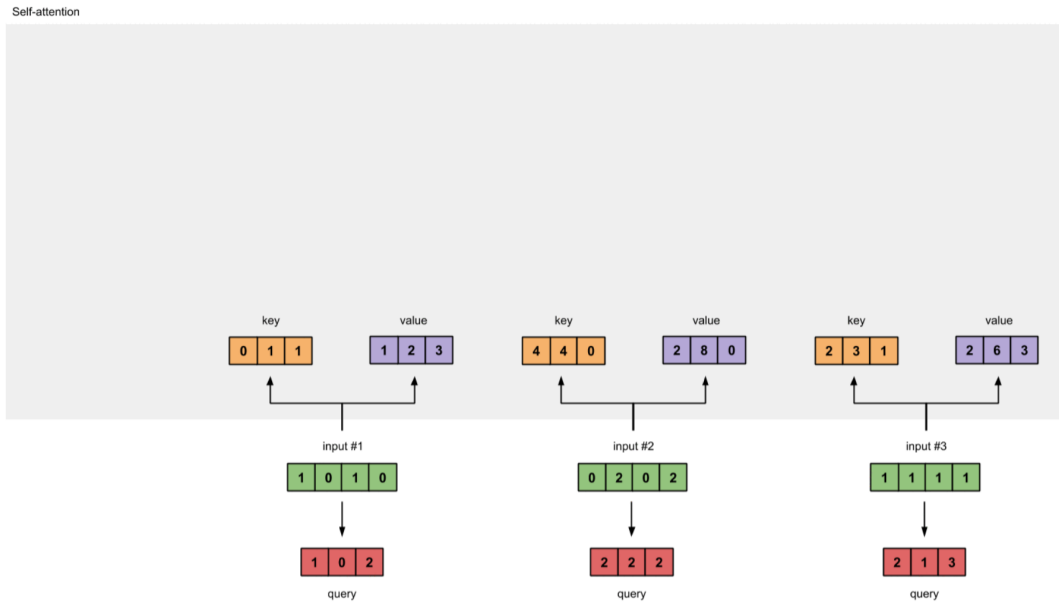 Self-attention
key value key value key value
0 1 1 1 2 3 4 4 0 2 8 0 2 3 1 2 6 3
input #1 input #2 input #3
1 0 1 0 0 2 0 2 1 1 1 1
1 0 2 2 2 2 2 1 3
query query query